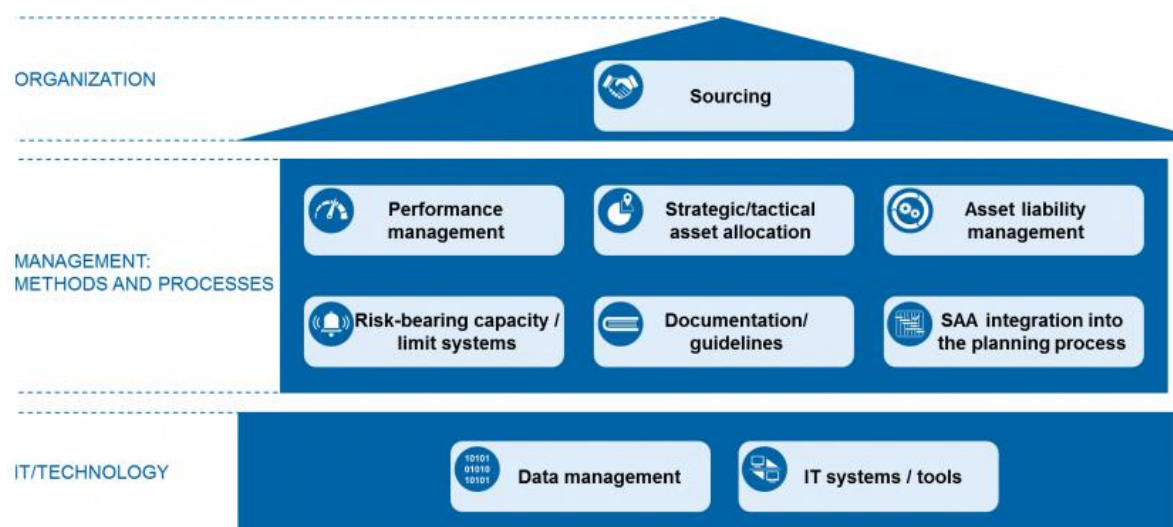 ORGANIZATION
Sourcing
MANAGEMENT:
METHODS AND PROCESSES
Performance
management
Strategic/tactical
asset allocation
Asset liability
management
Risk-bearing capacity /
limit systems
Documentation/
guidelines
SAA integration into
the planning process
IT/TECHNOLOGY
10101
01010
10101
Data management
IT systems / tools